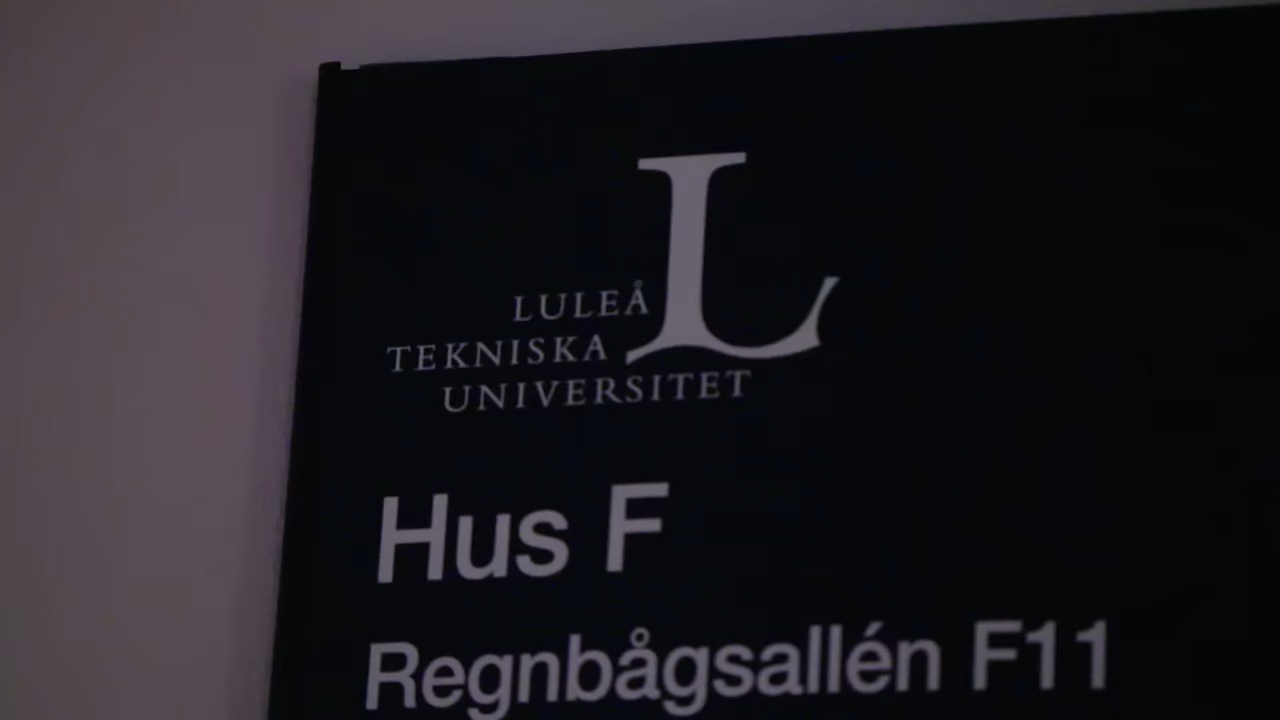 L
LULEÅ
TEKNISKA
UNIVERSITET
Hus F
Regnbågsallén F11